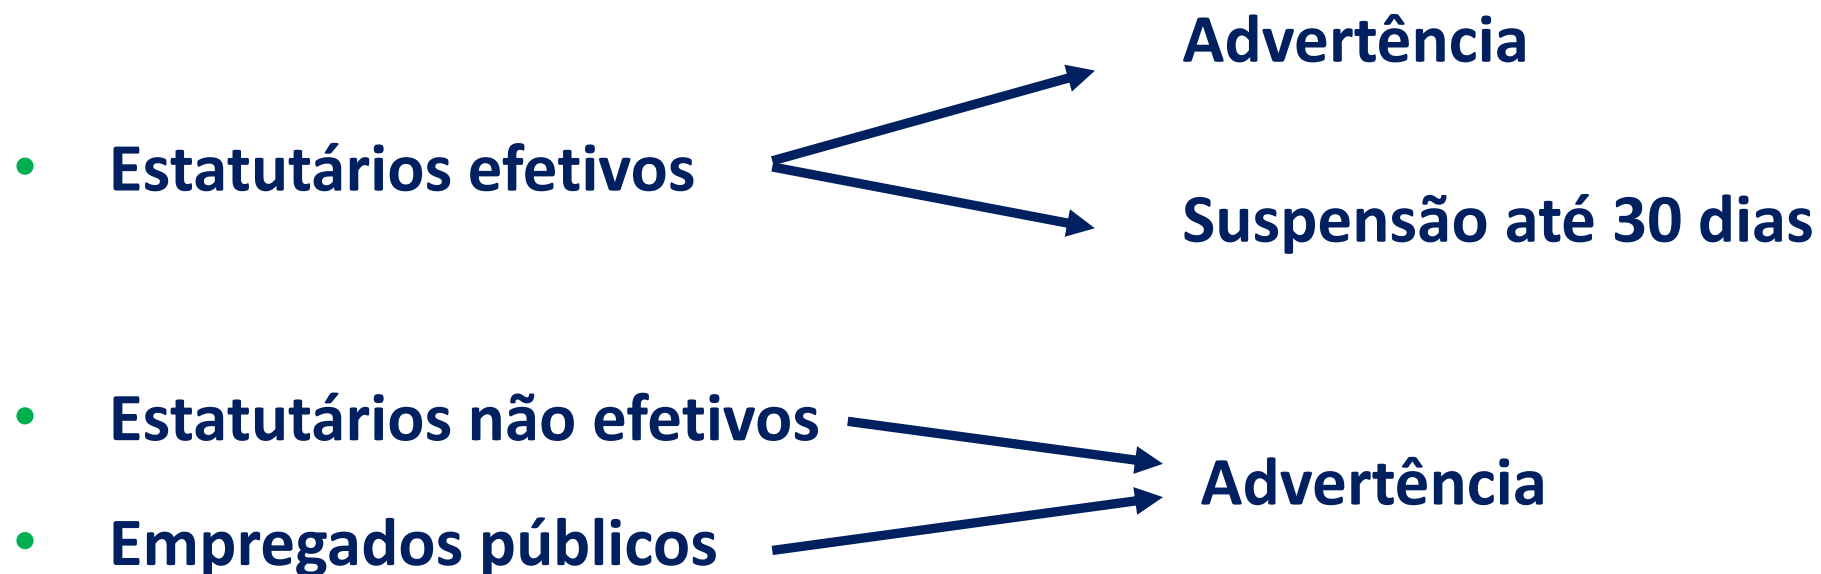 Advertência
• Estatutários efetivos
Suspensão até 30 dias
• Estatutários não efetivos
Advertência
• Empregados públicos